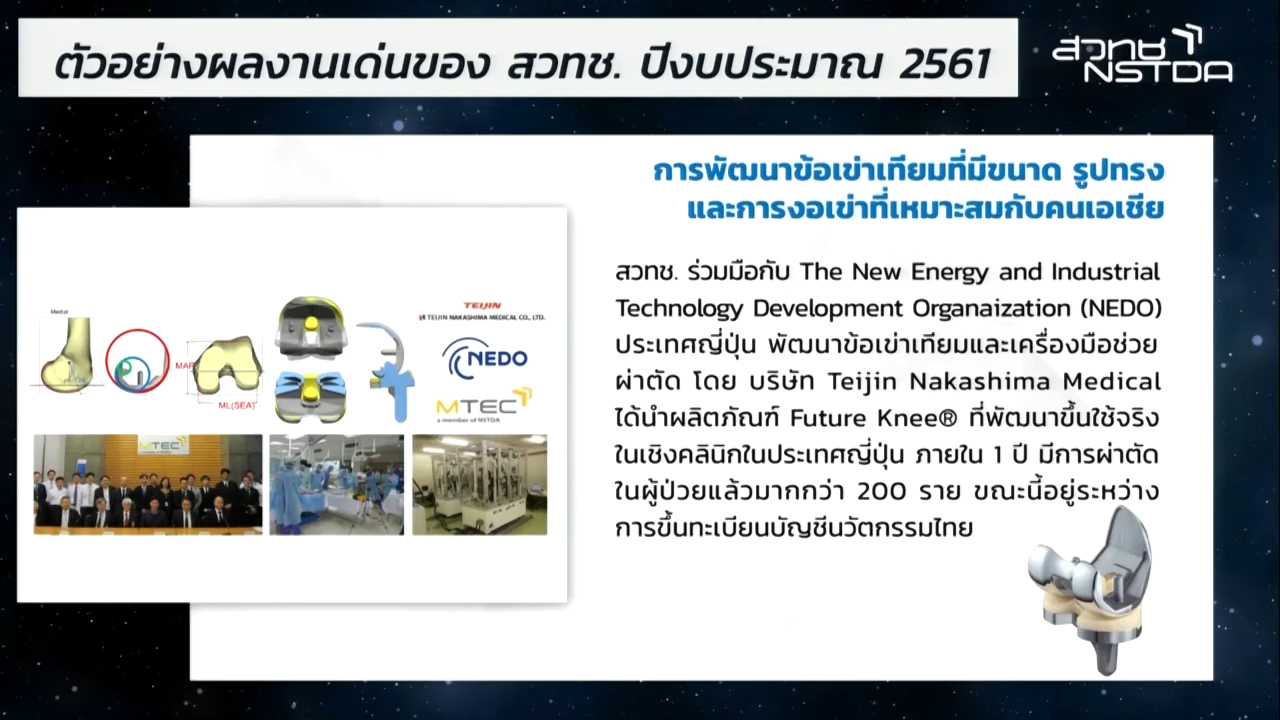 ตัวอย่างผลงานเด่นของ สวทช. ปีงบประมาณ 2561
สวทช
NSTDA
การพัฒนาข้อเข่าเทียมที่มีขนาด รูปทรง
และการงอเข่าที่เหมาะสมกับคนเอเชีย
สวทช. ร่วมมือกับ The New Energy and Industrial
Technology Development Organaization (NEDO)
ประเทศญี่ปุ่น พัฒนาข้อเข่าเทียมและเครื่องมือช่วย
ผ่าตัด โดย บริษัท Teijin Nakashima Medical
ได้นำผลิตภัณฑ์ Future Knee® ที่พัฒนาขึ้นใช้จริง
ในเชิงคลินิกในประเทศญี่ปุ่น ภายใน 1 ปี มีการผ่าตัด
ในผู้ป่วยแล้วมากกว่า 200 ราย ขณะนี้อยู่ระหว่าง
การขึ้นทะเบียนบัญชีนวัตกรรมไทย
Medial
ML(SEA)
TEIJIN
TEIJIN NAKASHIMA MEDICAL CO., LTD.
NEDO
MTEC
a member of NSTDA
MTEC